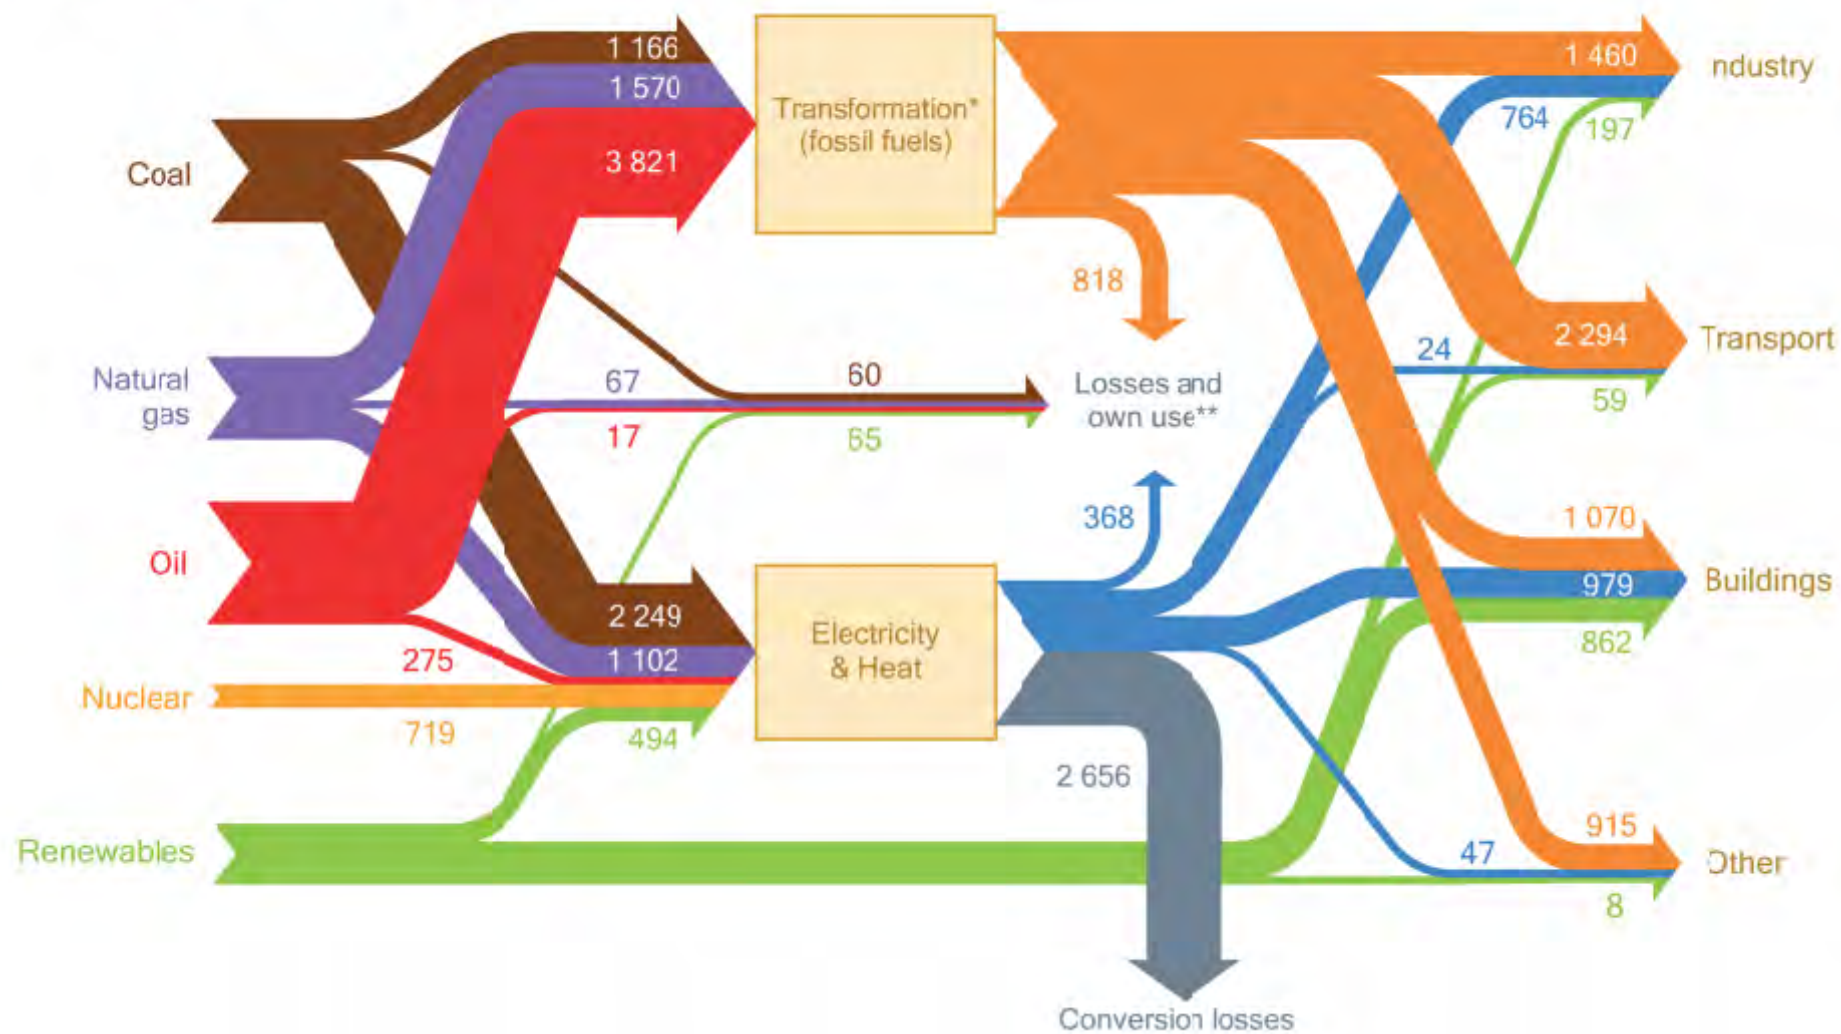 1 166
1 570
3 821
Transformation*
(fossil fuels)
1 460
ndustry
764
197
Coal
818
2 294
Transport
24
59
Natural
gas
67
60
17
65
Losses and
own use**
368
1 070
979
Buildings
862
Oil
275
2 249
1 102
Electricity
& Heat
Nuclear
719
494
2 656
Renewables
915
47
Other
8
Conversion losses